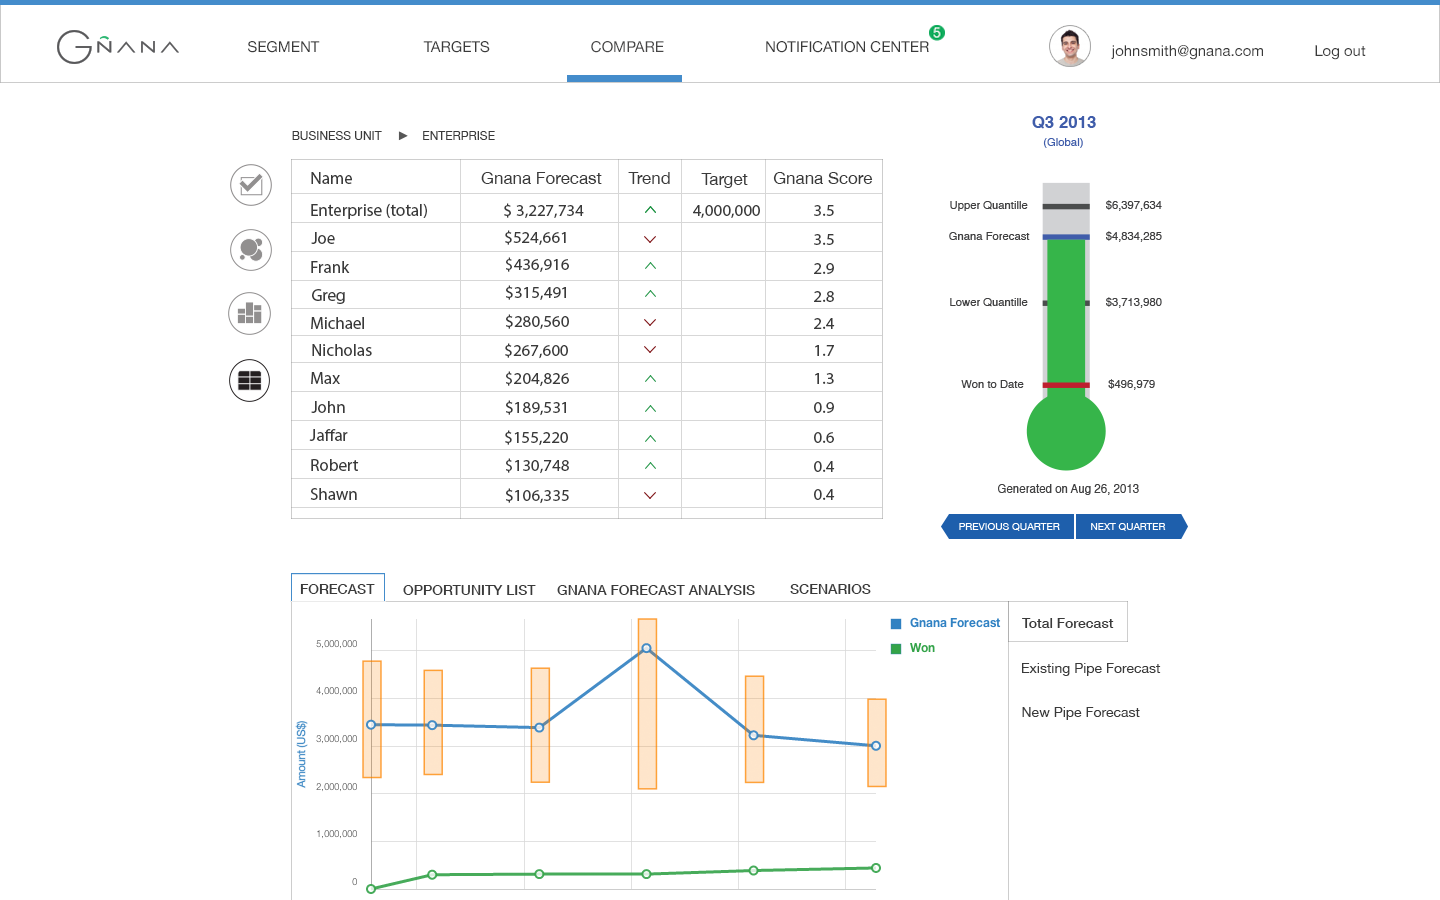 GÑANA SEGMENT TARGETS COMPARE NOTIFICATION CENTER 5 johnsmith@gnana.com Log out
BUSINESS UNIT ▶ ENTERPRISE
Name Gnana Forecast Trend Target Gnana Score
Enterprise (total) $ 3,227,734 4,000,000 3.5
Joe $524,661 3.5
Frank $436,916 2.9
Greg $315,491 2.8
Michael $280,560 2.4
Nicholas $267,600 1.7
Max $204,826 1.3
John $189,531 0.9
Jaffar $155,220 0.6
Robert $130,748 0.4
Shawn $106,335 0.4
Q3 2013
(Global)
Upper Quantille $6,397,634
Gnana Forecast $4,834,285
Lower Quantille $3,713,980
Won to Date $496,979
Generated on Aug 26, 2013
PREVIOUS QUARTER NEXT QUARTER
FORECAST OPPORTUNITY LIST GNANA FORECAST ANALYSIS SCENARIOS
Amount (US$)
5,000,000
4,000,000
3,000,000
2,000,000
1,000,000
0
Gnana Forecast
Won
Total Forecast
Existing Pipe Forecast
New Pipe Forecast